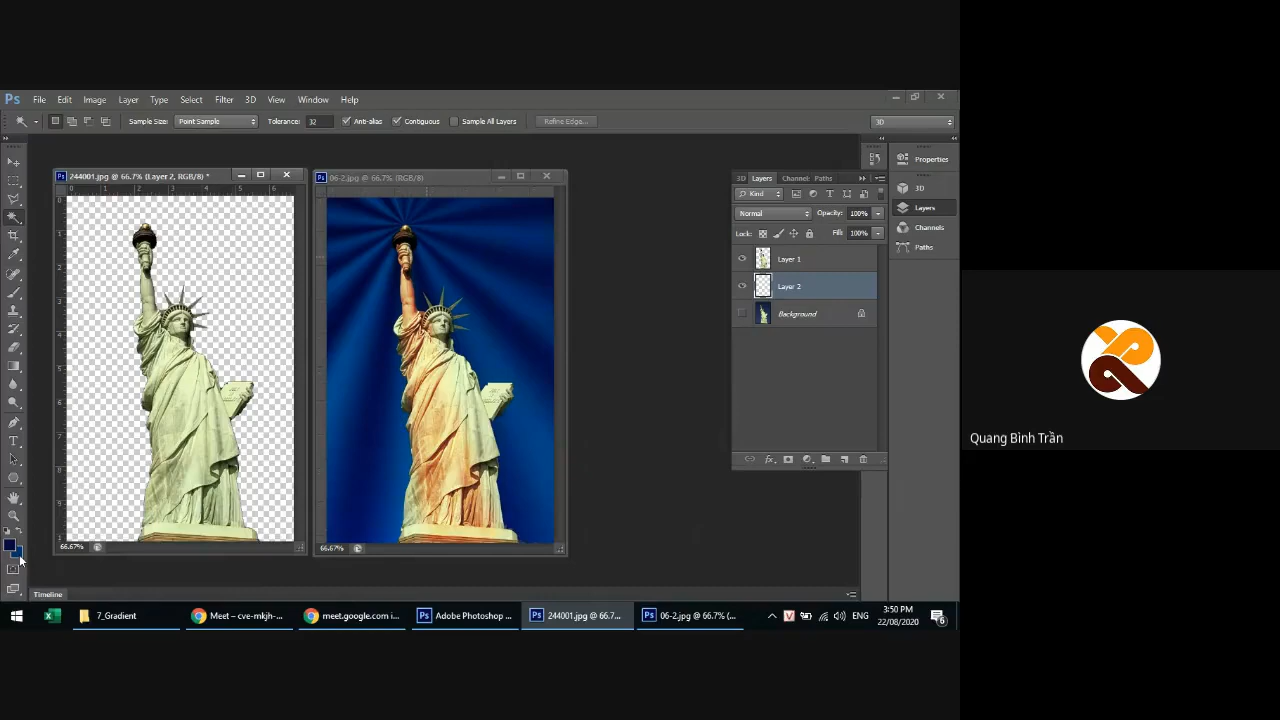 Ps File Edit Image Layer Type Select Filter 3D View Window Help
Sample Size: Point Sample Tolerance: 32 Anti-alias Contiguous Sample All Layers Refine Edge... 3D
244001.jpg @ 66.7% (Layer 2, RGB/8) *
06-2.jpg @ 66.7% (RGB/8)
3D Layers Channel: Paths
Kind
Normal Opacity: 100%
Lock: Fill: 100%
Layer 1
Layer 2
Background
Properties
3D
Layers
Channels
Paths
66.67%
66.67%
Timeline
7_Gradient
Meet – cve-mkjh-...
meet.google.com i...
Adobe Photoshop ...
244001.jpg @ 66.7...
06-2.jpg @ 66.7% (...
ENG
3:50 PM
22/08/2020
6
Quang Bình Trần